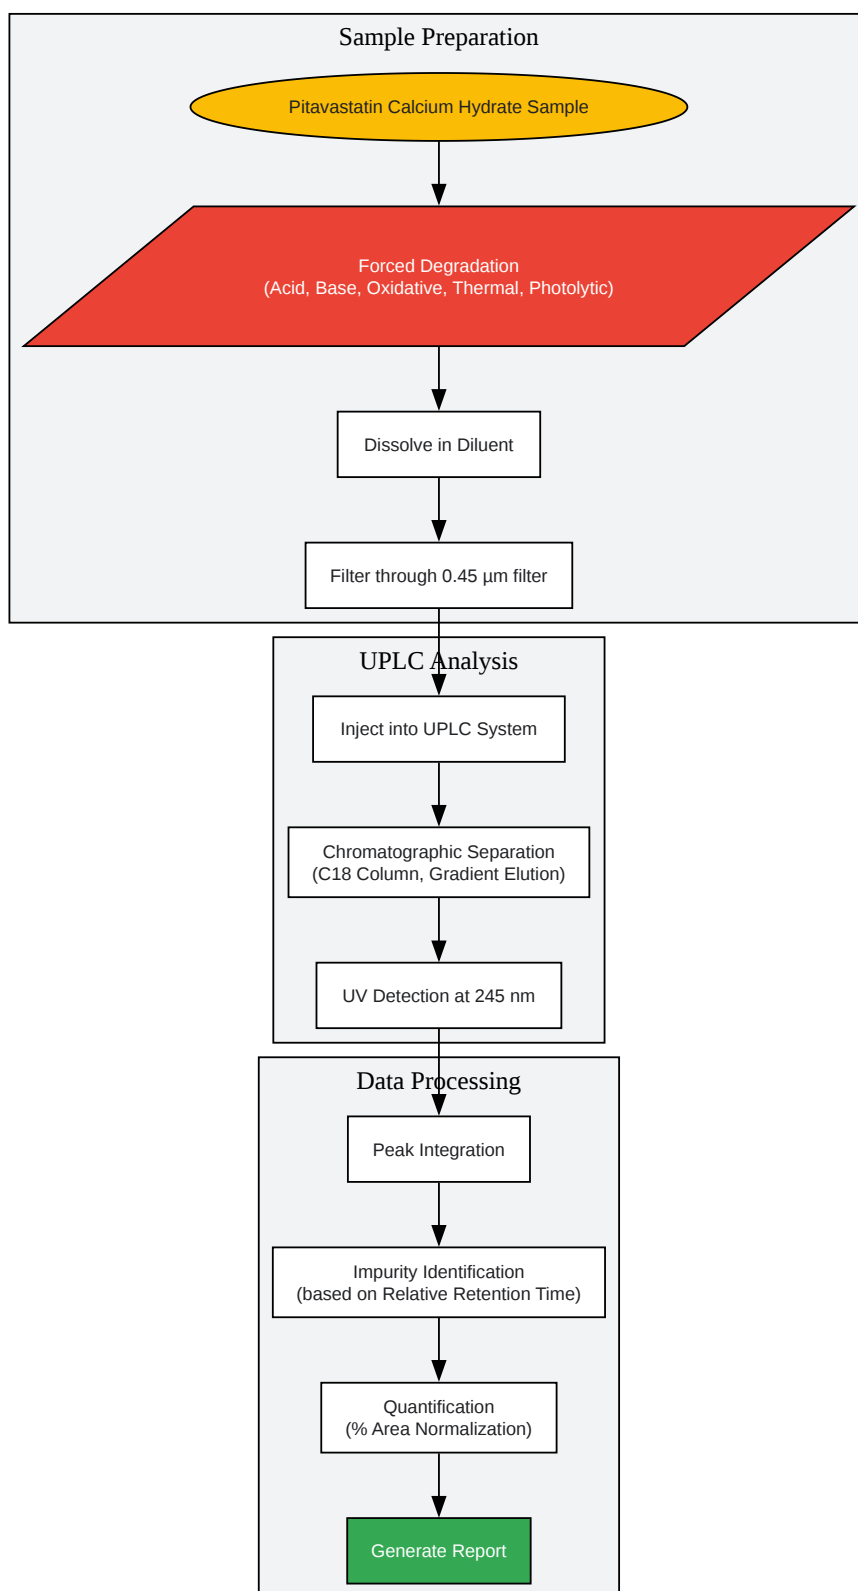 Sample Preparation
Pitavastatin Calcium Hydrate Sample
Forced Degradation
(Acid, Base, Oxidative, Thermal, Photolytic)
Dissolve in Diluent
Filter through 0.45 µm filter
UPLC Analysis
Inject into UPLC System
Chromatographic Separation
(C18 Column, Gradient Elution)
UV Detection at 245 nm
Data Processing
Peak Integration
Impurity Identification
(based on Relative Retention Time)
Quantification
(% Area Normalization)
Generate Report